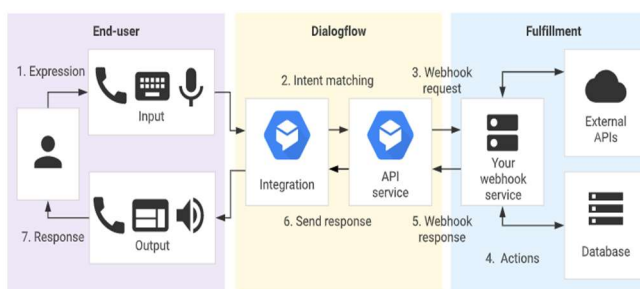 End-user
Dialogflow
Fulfillment
1. Expression
Input
2. Intent matching
3. Webhook
request
External
APIs
Integration
API
service
Your
webhook
service
7. Response
Output
6. Send response
5. Webhook
response
4. Actions
Database